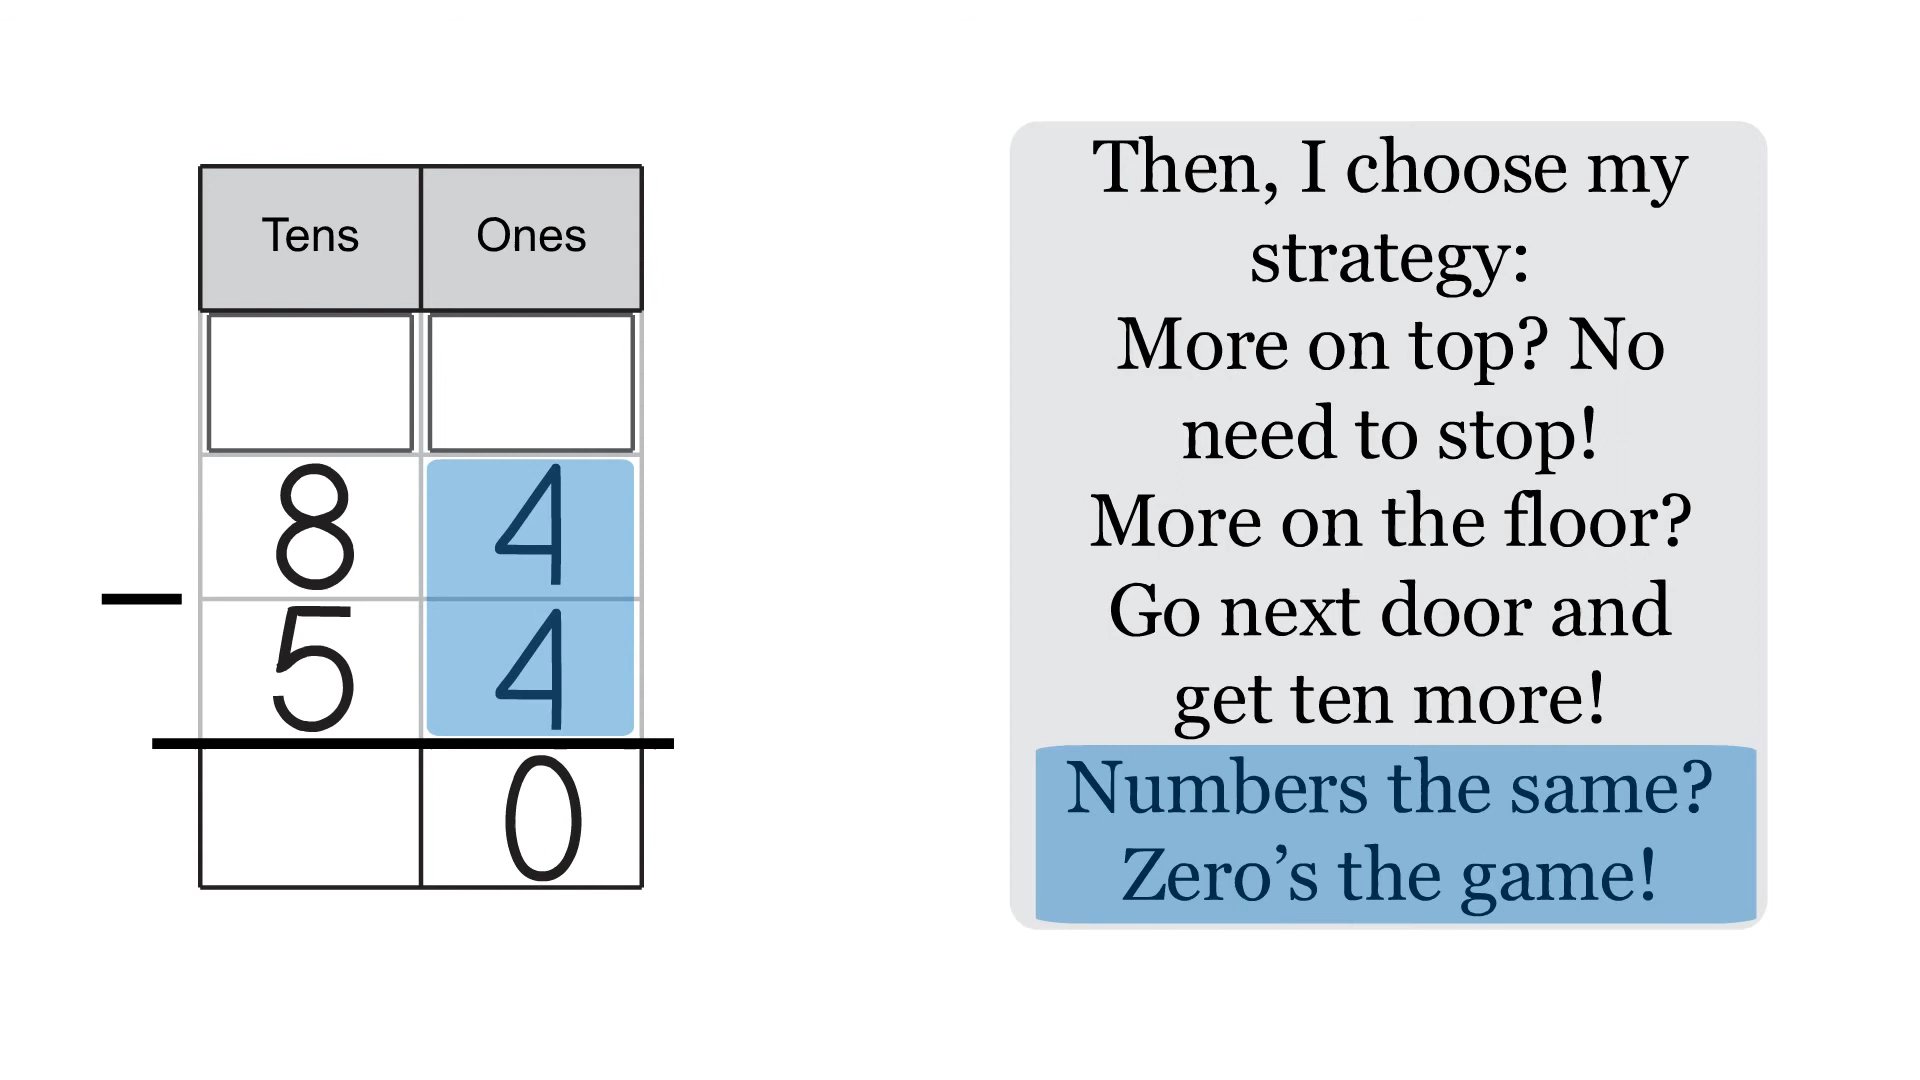 Tens Ones
8 4
− 5 4
0
Then, I choose my
strategy:
More on top? No
need to stop!
More on the floor?
Go next door and
get ten more!
Numbers the same?
Zero’s the game!